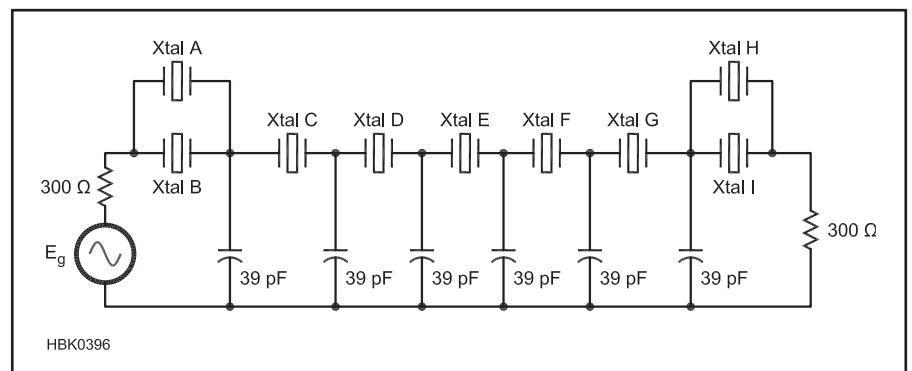 Xtal A
Xtal H
Xtal C
Xtal D
Xtal E
Xtal F
Xtal G
Xtal B
Xtal I
300 Ω
300 Ω
Eg
39 pF
39 pF
39 pF
39 pF
39 pF
39 pF
HBK0396